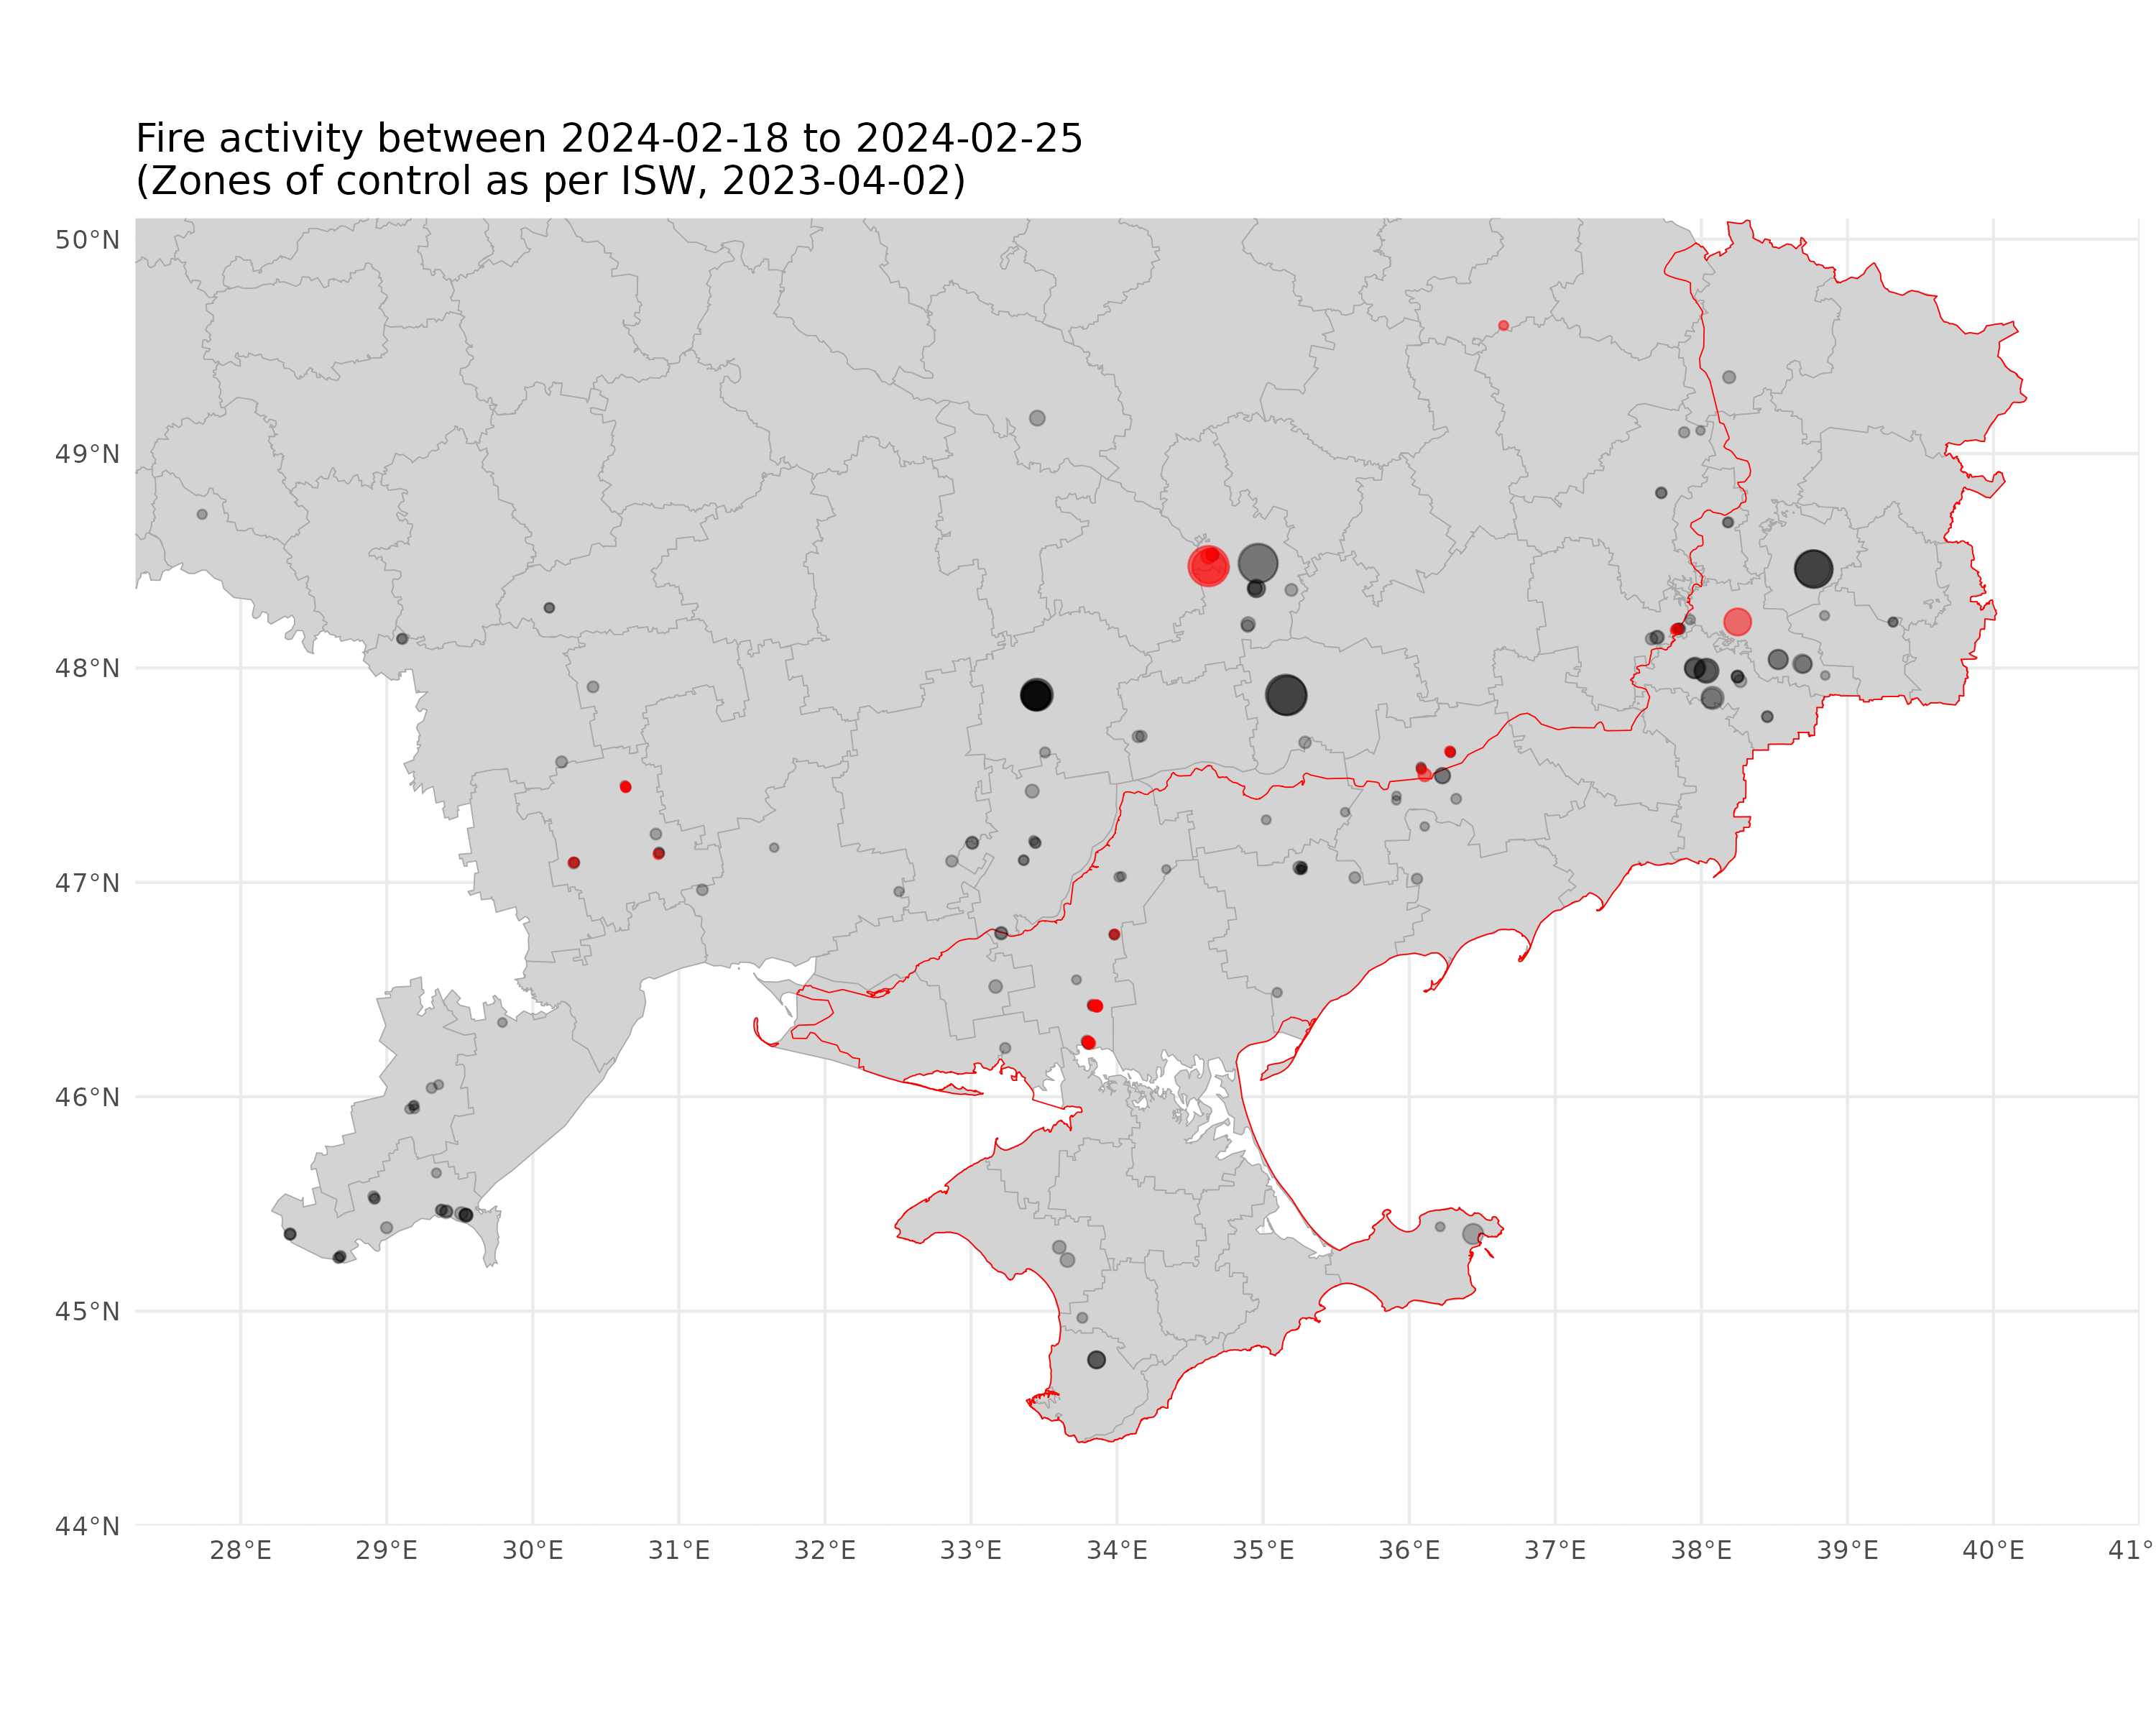 Fire activity between 2024-02-18 to 2024-02-25
(Zones of control as per ISW, 2023-04-02)
50°N
49°N
48°N
47°N
46°N
45°N
44°N
28°E 29°E 30°E 31°E 32°E 33°E 34°E 35°E 36°E 37°E 38°E 39°E 40°E 41°